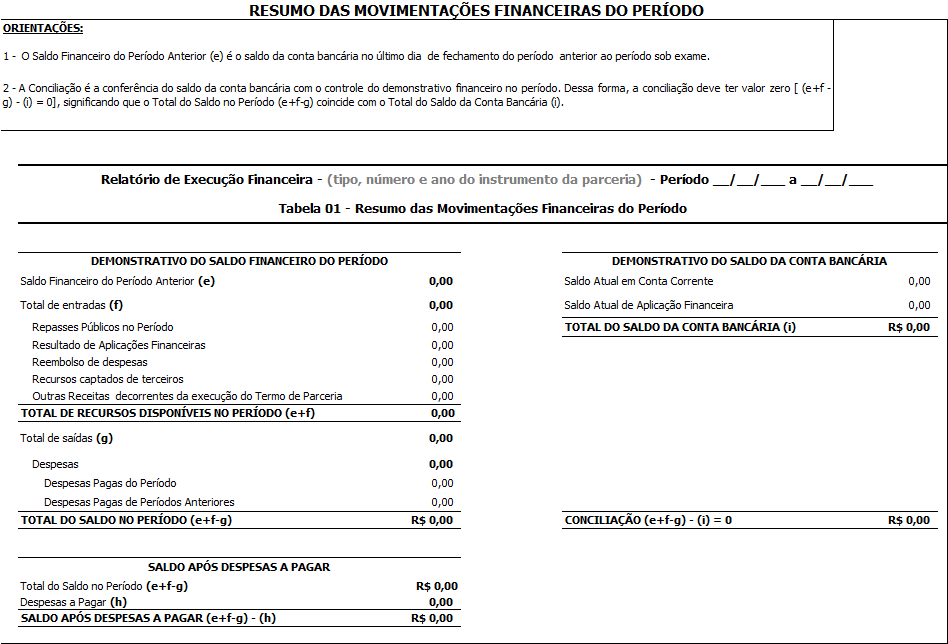 RESUMO DAS MOVIMENTAÇÕES FINANCEIRAS DO PERÍODO
ORIENTAÇÕES:
1 - O Saldo Financeiro do Período Anterior (e) é o saldo da conta bancária no último dia de fechamento do período anterior ao período sob exame.
2 - A Conciliação é a conferência do saldo da conta bancária com o controle do demonstrativo financeiro no período. Dessa forma, a conciliação deve ter valor zero [ (e+f -
g) - (i) = 0], significando que o Total do Saldo no Período (e+f-g) coincide com o Total do Saldo da Conta Bancária (i).
Relatório de Execução Financeira - (tipo, número e ano do instrumento da parceria) - Período __/__/___ a __/__/___
Tabela 01 - Resumo das Movimentações Financeiras do Período
DEMONSTRATIVO DO SALDO FINANCEIRO DO PERÍODO
Saldo Financeiro do Período Anterior (e) 0,00
Total de entradas (f) 0,00
Repasses Públicos no Período 0,00
Resultado de Aplicações Financeiras 0,00
Reembolso de despesas 0,00
Recursos captados de terceiros 0,00
Outras Receitas decorrentes da execução do Termo de Parceria 0,00
TOTAL DE RECURSOS DISPONÍVEIS NO PERÍODO (e+f) 0,00
Total de saídas (g) 0,00
Despesas 0,00
Despesas Pagas do Período 0,00
Despesas Pagas de Períodos Anteriores 0,00
TOTAL DO SALDO NO PERÍODO (e+f-g) R$ 0,00
DEMONSTRATIVO DO SALDO DA CONTA BANCÁRIA
Saldo Atual em Conta Corrente 0,00
Saldo Atual de Aplicação Financeira 0,00
TOTAL DO SALDO DA CONTA BANCÁRIA (i) R$ 0,00
CONCILIAÇÃO (e+f-g) - (i) = 0 R$ 0,00
SALDO APÓS DESPESAS A PAGAR
Total do Saldo no Período (e+f-g) R$ 0,00
Despesas a Pagar (h) 0,00
SALDO APÓS DESPESAS A PAGAR (e+f-g) - (h) R$ 0,00